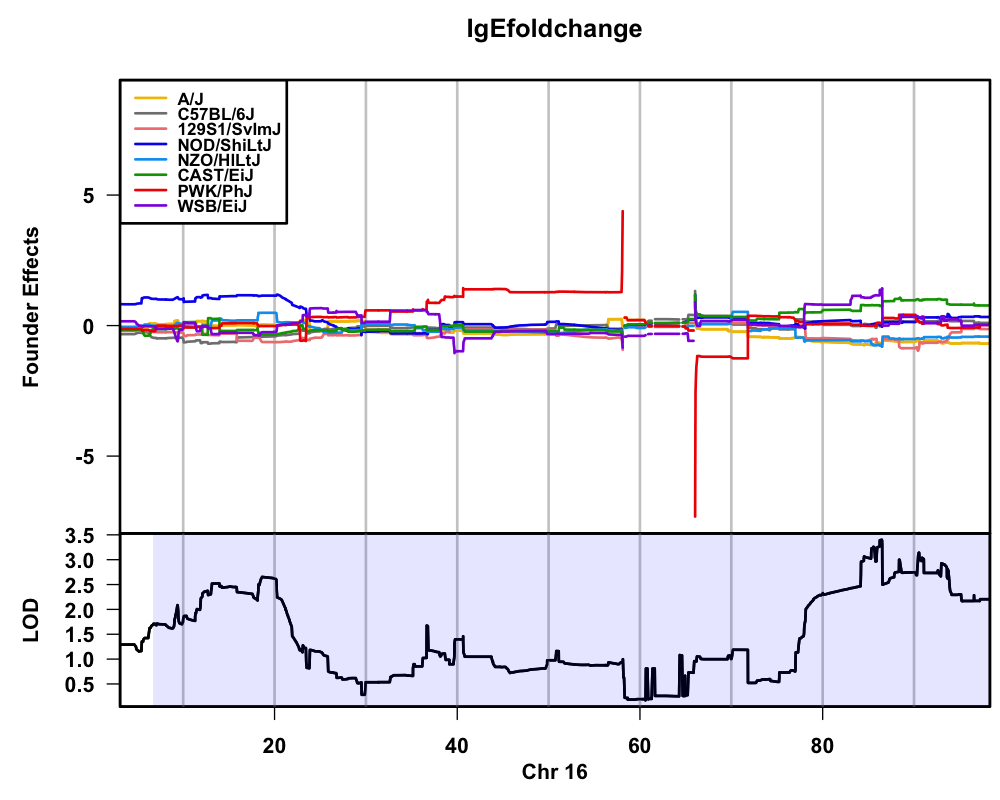 IgEfoldchange
A/J
C57BL/6J
129S1/SvImJ
NOD/ShiLtJ
NZO/HlLtJ
CAST/EiJ
PWK/PhJ
WSB/EiJ
Founder Effects
5
0
-5
LOD
3.5
3.0
2.5
2.0
1.5
1.0
0.5
20 40 60 80
Chr 16